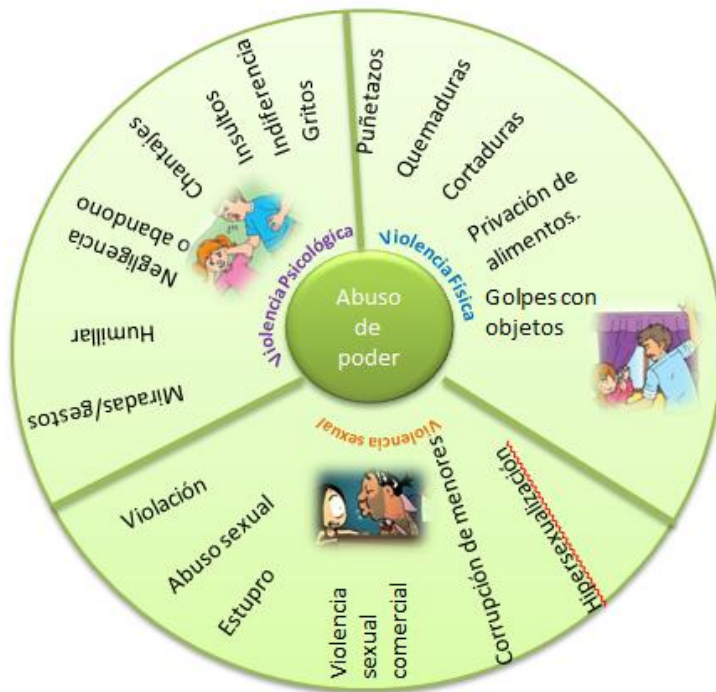 Abuso
de
poder
Violencia Psicológica
Gritos
Indiferencia
Insultos
Chantajes
Negligencia
o abandono
Humillar
Miradas/gestos
Violencia Física
Puñetazos
Quemaduras
Cortaduras
Privación de
alimentos.
Golpes con
objetos
Violencia sexual
Violación
Abuso sexual
Estupro
Violencia
sexual
comercial
Corrupción de menores
Hipersexualización